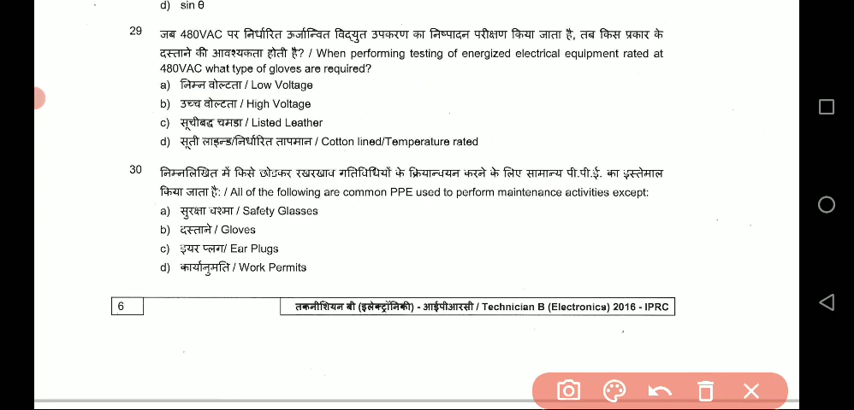 d) sin θ
29 जब 480VAC पर निर्धारित ऊर्जान्वित विद्युत उपकरण का निष्पादन परीक्षण किया जाता है, तब किस प्रकार के
दस्ताने की आवश्यकता होती है? / When performing testing of energized electrical equipment rated at
480VAC what type of gloves are required?
a) निम्न वोल्टता / Low Voltage
b) उच्च वोल्टता / High Voltage
c) सूचीबद्ध चमडा / Listed Leather
d) सूती लाइन्ड/निर्धारित तापमान / Cotton lined/Temperature rated
30 निम्नलिखित में किसे छोडकर रखरखाव गतिविधियों के क्रियान्वयन करने के लिए सामान्य पी.पी.ई. का इस्तेमाल
किया जाता है: / All of the following are common PPE used to perform maintenance activities except:
a) सुरक्षा चश्मा / Safety Glasses
b) दस्ताने / Gloves
c) इयर प्लग/ Ear Plugs
d) कार्यानुमति / Work Permits
6 तकनीशियन बी (इलेक्ट्रॉनिकी) - आईपीआरसी / Technician B (Electronics) 2016 - IPRC